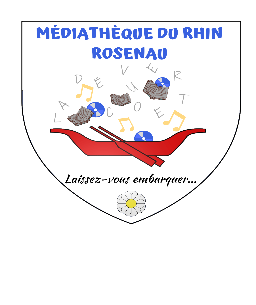 MÉDIATHÈQUE DU RHIN
ROSENAU
Laissez-vous embarquer...